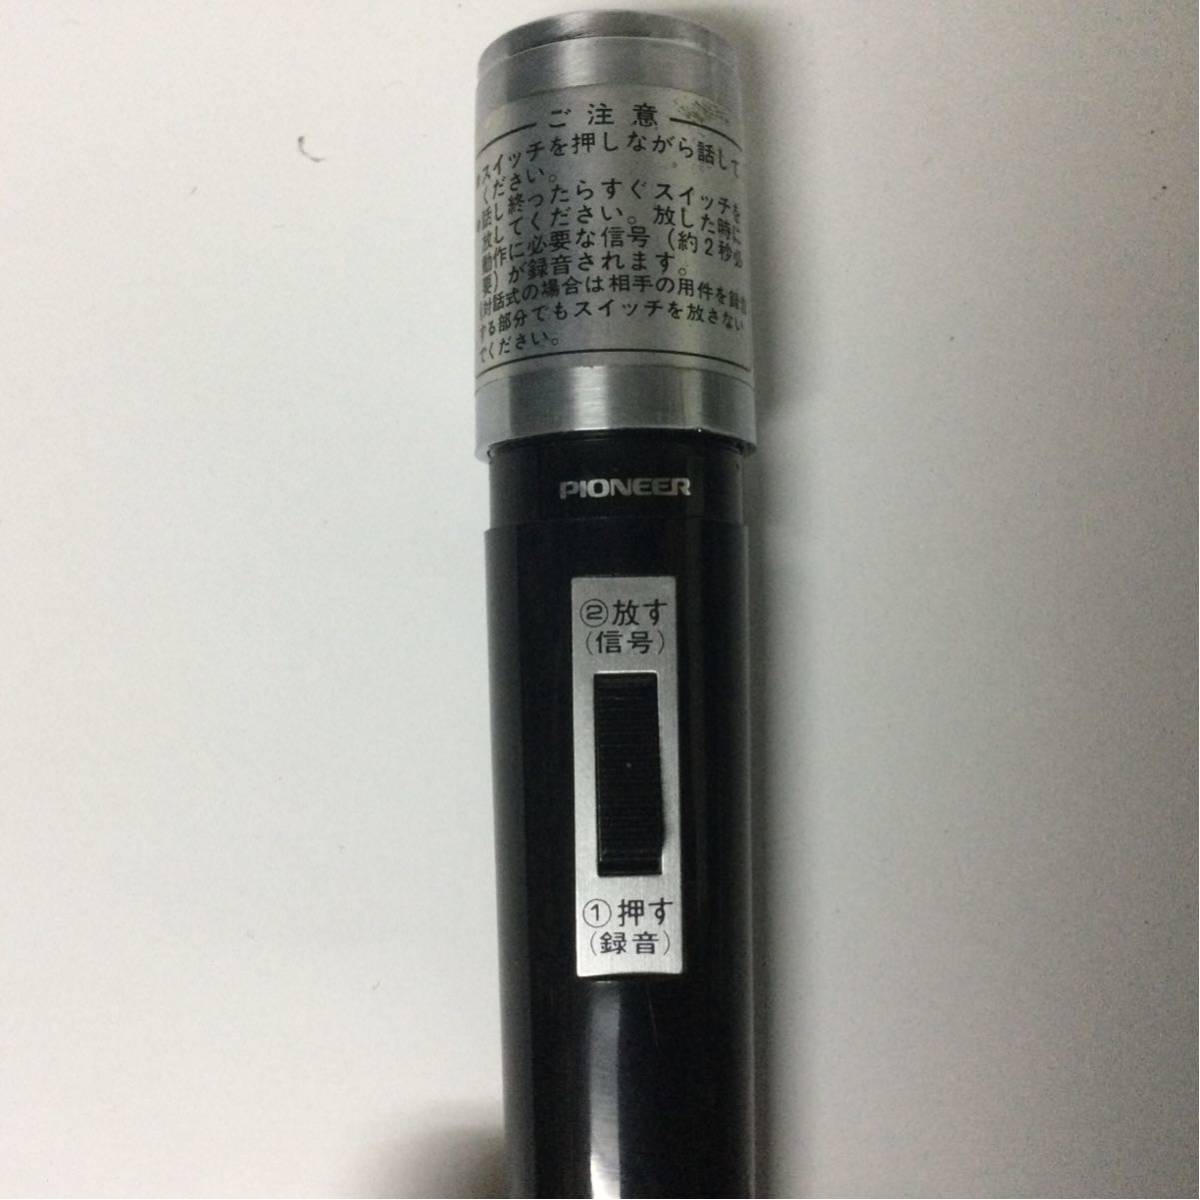 ご注意
●スイッチを押しながら話して
ください。
●話し終ったらすぐスイッチを
放してください。放した時に
動作に必要な信号(約2秒必
要)が録音されます。
(対話式の場合は相手の用件を録音
する部分でもスイッチを放さない
でください。
PIONEER
②放す
(信号)
①押す
(録音)